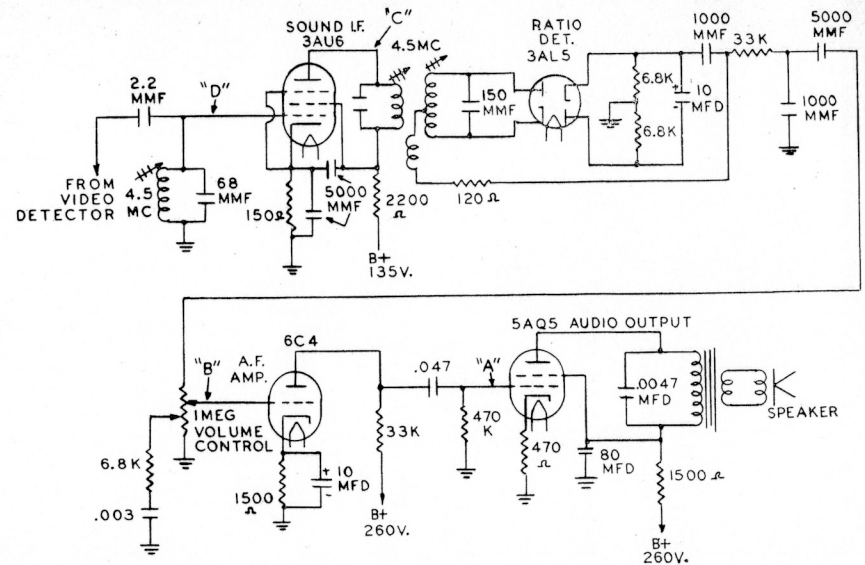 SOUND I.F.
3AU6
"C"
4.5MC
RATIO
DET.
3AL5
1000
MMF
33K
5000
MMF
2.2
MMF
"D"
150
MMF
6.8K
6.8K
10
MFD
+
-
1000
MMF
FROM
VIDEO
DETECTOR
4.5
MC
68
MMF
150Ω
5000
MMF
2200
Ω
120Ω
B+
135V.
"B"
6C4
A.F.
AMP.
1MEG
VOLUME
CONTROL
6.8K
.003
1500
Ω
+
10
MFD
-
33K
B+
260V.
.047
470
K
"A"
5AQ5 AUDIO OUTPUT
470
Ω
+
80
MFD
.0047
MFD
SPEAKER
1500Ω
B+
260V.